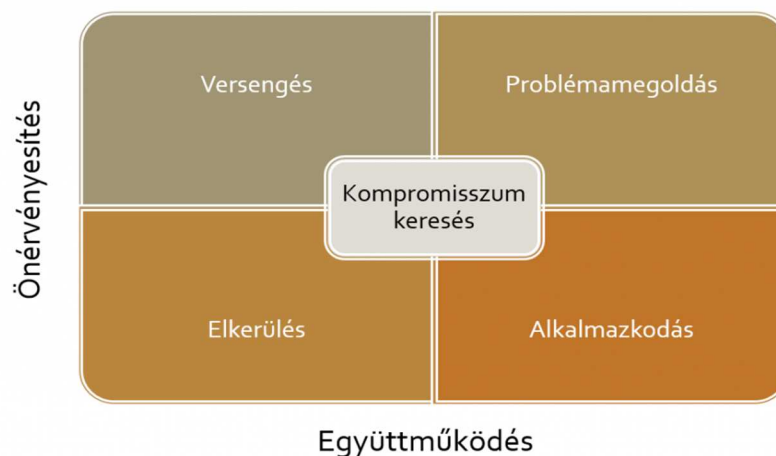 Versengés
Problémamegoldás
Önérvényesítés
Kompromisszum
keresés
Elkerülés
Alkalmazkodás
Együttműködés